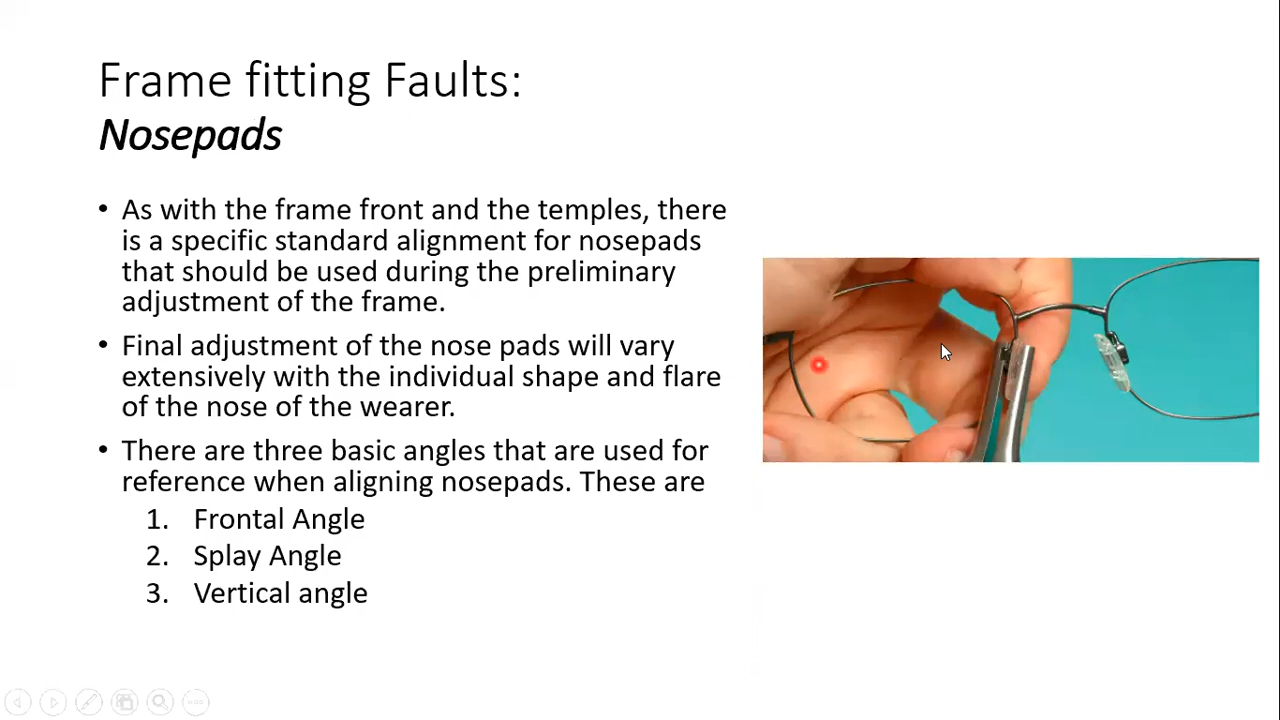 Frame fitting Faults:
Nosepads
• As with the frame front and the temples, there
is a specific standard alignment for nosepads
that should be used during the preliminary
adjustment of the frame.
• Final adjustment of the nose pads will vary
extensively with the individual shape and flare
of the nose of the wearer.
• There are three basic angles that are used for
reference when aligning nosepads. These are
1. Frontal Angle
2. Splay Angle
3. Vertical angle